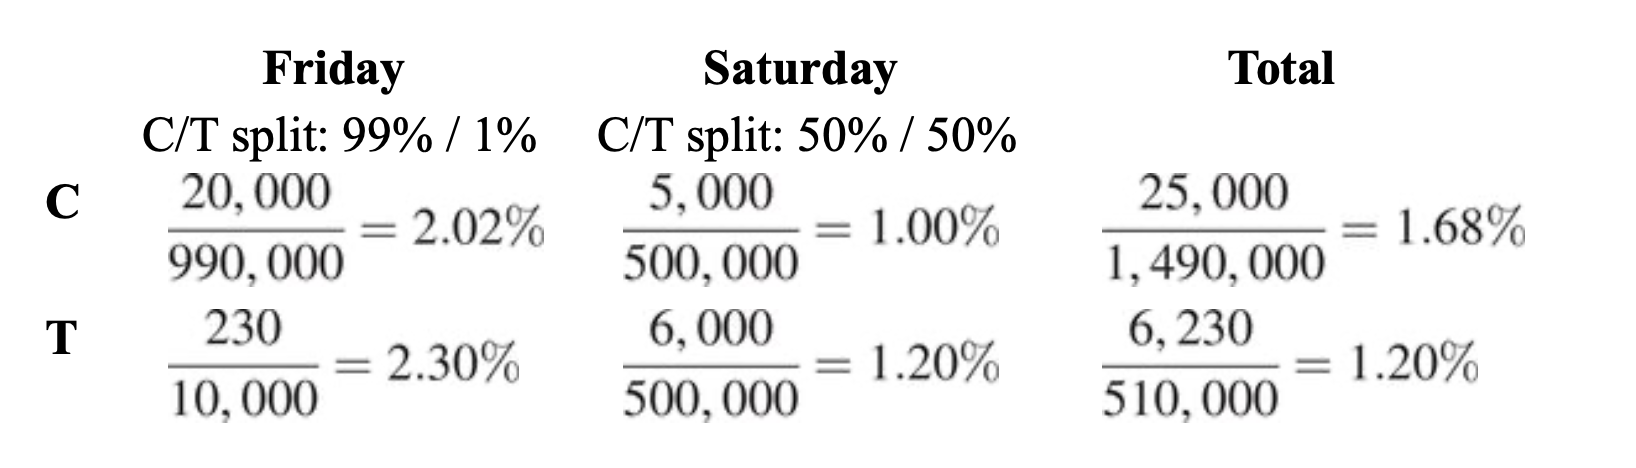 Friday Saturday Total
C/T split: 99% / 1% C/T split: 50% / 50%
C 20,000/990,000 = 2.02% 5,000/500,000 = 1.00% 25,000/1,490,000 = 1.68%
T 230/10,000 = 2.30% 6,000/500,000 = 1.20% 6,230/510,000 = 1.20%